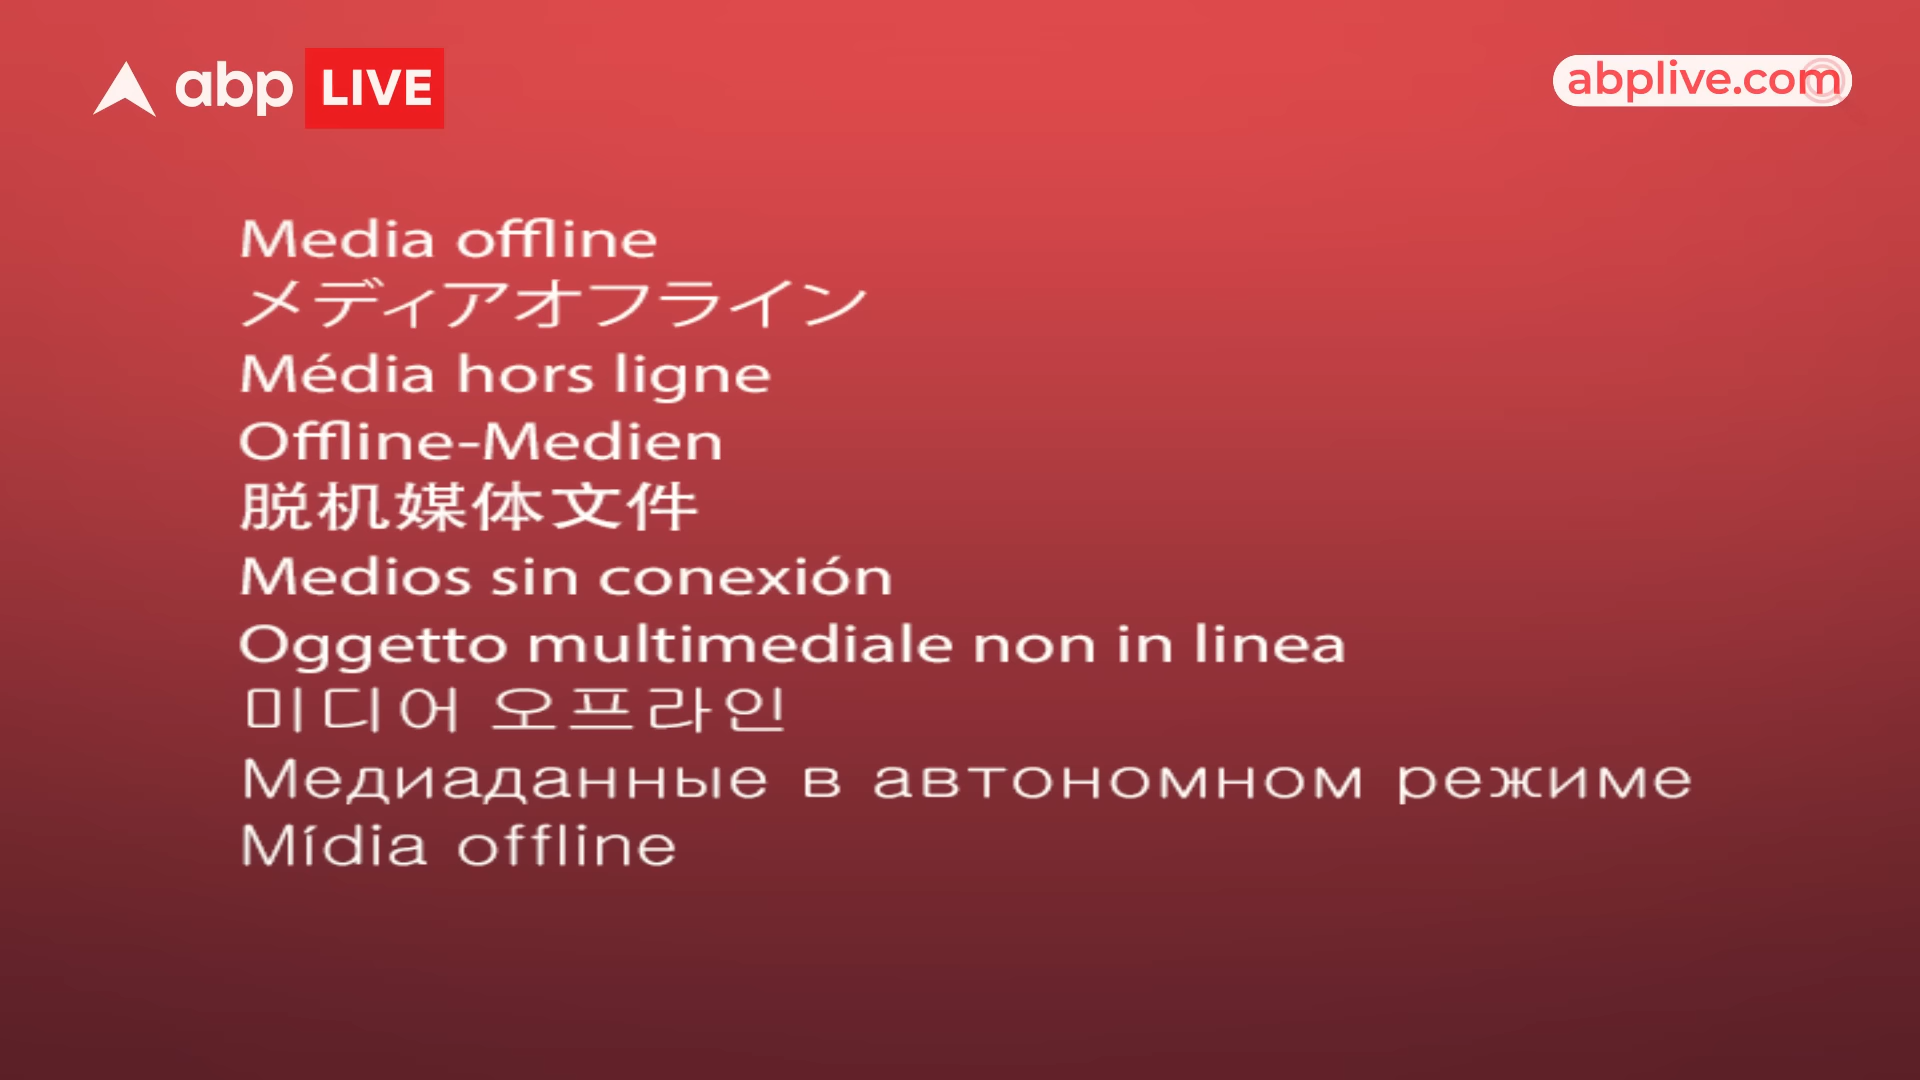 abp LIVE
abplive.com
Media offline
メディアオフライン
Média hors ligne
Offline-Medien
脱机媒体文件
Medios sin conexión
Oggetto multimediale non in linea
미디어 오프라인
Медиаданные в автономном режиме
Mídia offline